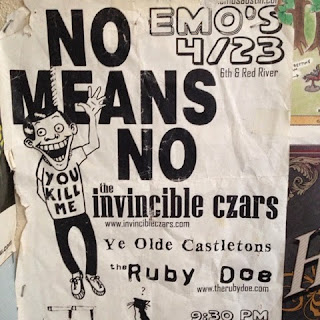 EMO'S
4/23
6th & Red River
NO
MEANS
NO
YOU
KILL
ME
the
invincible czars
www.invincibleczars.com
Ye Olde Castletons
the Ruby Doe
www.therubydoe.com
?
9:30 PM